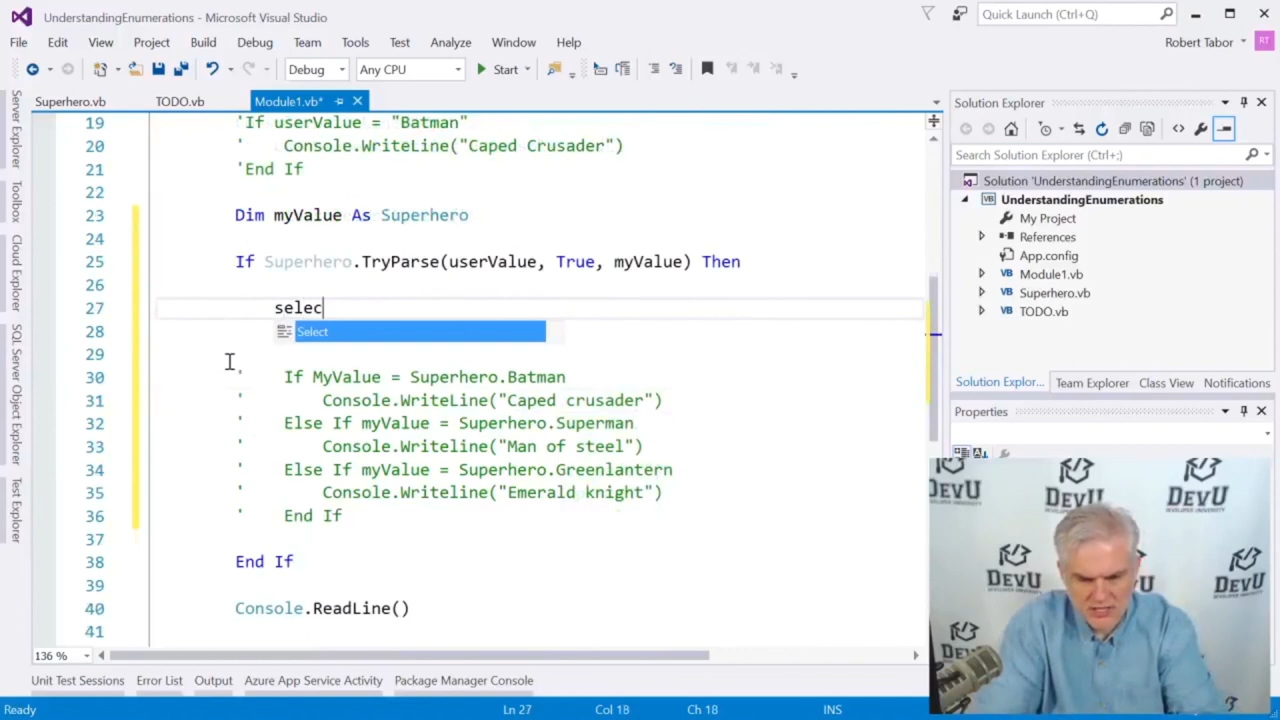 UnderstandingEnumerations - Microsoft Visual Studio
Quick Launch (Ctrl+Q)
File Edit View Project Build Debug Team Tools Test Analyze Window Help
Robert Tabor RT
Debug Any CPU Start
Superhero.vb TODO.vb Module1.vb*
Server Explorer
Toolbox
Cloud Explorer
SQL Server Object Explorer
Test Explorer
19 'If userValue = "Batman"
20 ' Console.WriteLine("Caped Crusader")
21 'End If
22
23 Dim myValue As Superhero
24
25 If Superhero.TryParse(userValue, True, myValue) Then
26
27 selec
28 Select
29
30 ' If MyValue = Superhero.Batman
31 ' Console.WriteLine("Caped crusader")
32 ' Else If myValue = Superhero.Superman
33 ' Console.Writeline("Man of steel")
34 ' Else If myValue = Superhero.Greenlantern
35 ' Console.Writeline("Emerald knight")
36 ' End If
37
38 End If
39
40 Console.ReadLine()
41
136 %
Solution Explorer
Search Solution Explorer (Ctrl+;)
Solution 'UnderstandingEnumerations' (1 project)
UnderstandingEnumerations
My Project
References
App.config
Module1.vb
Superhero.vb
TODO.vb
Solution Explor... Team Explorer Class View Notifications
Properties
DEVU DEVU DEVU
DEVELOPER UNIVERSITY
DEVU DEVU
DEVU DEVU
Unit Test Sessions Error List Output Azure App Service Activity Package Manager Console
Ready Ln 27 Col 18 Ch 18 INS